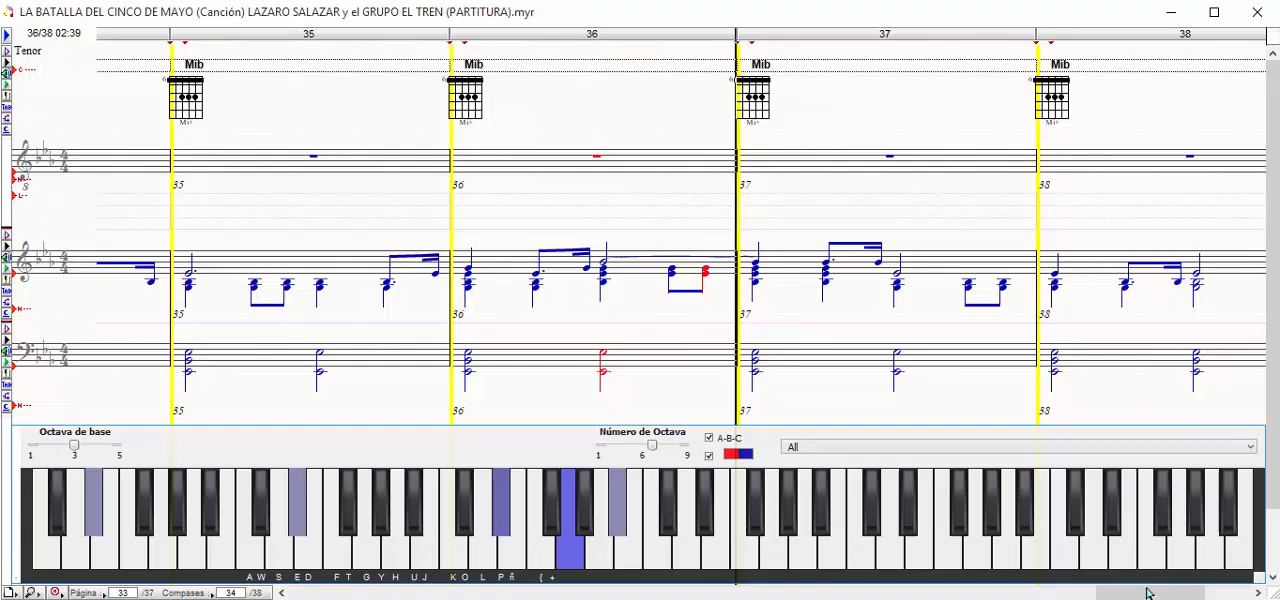 LA BATALLA DEL CINCO DE MAYO (Canción) LAZARO SALAZAR y el GRUPO EL TREN (PARTITURA).myr
36/38 02:39
35 36 37 38
Tenor
Mib Mib Mib Mib
35 36 37 38
35 36 37 38
35 36 37 38
Octava de base
1 3 5
Número de Octava
1 6 9
A-B-C
All
A W S E D F T G Y H U J K O L P ñ { +
Página 33 /37 Compases 34 /38